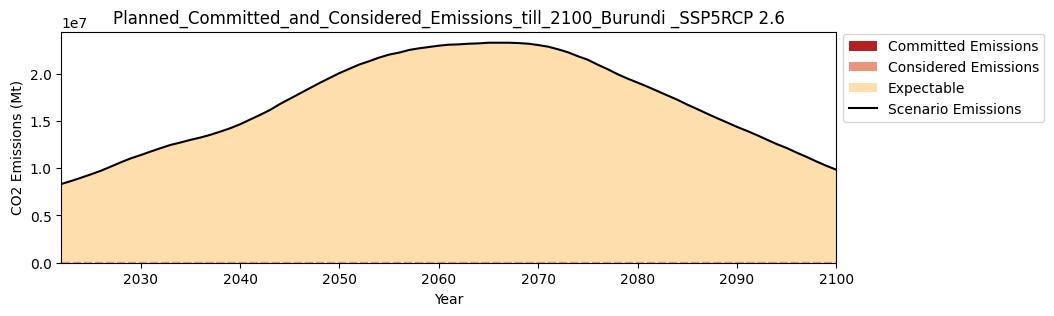 Planned_Committed_and_Considered_Emissions_till_2100_Burundi _SSP5RCP 2.6
1e7
Committed Emissions
Considered Emissions
Expectable
Scenario Emissions
CO2 Emissions (Mt)
2.0
1.5
1.0
0.5
0.0
2030 2040 2050 2060 2070 2080 2090 2100
Year